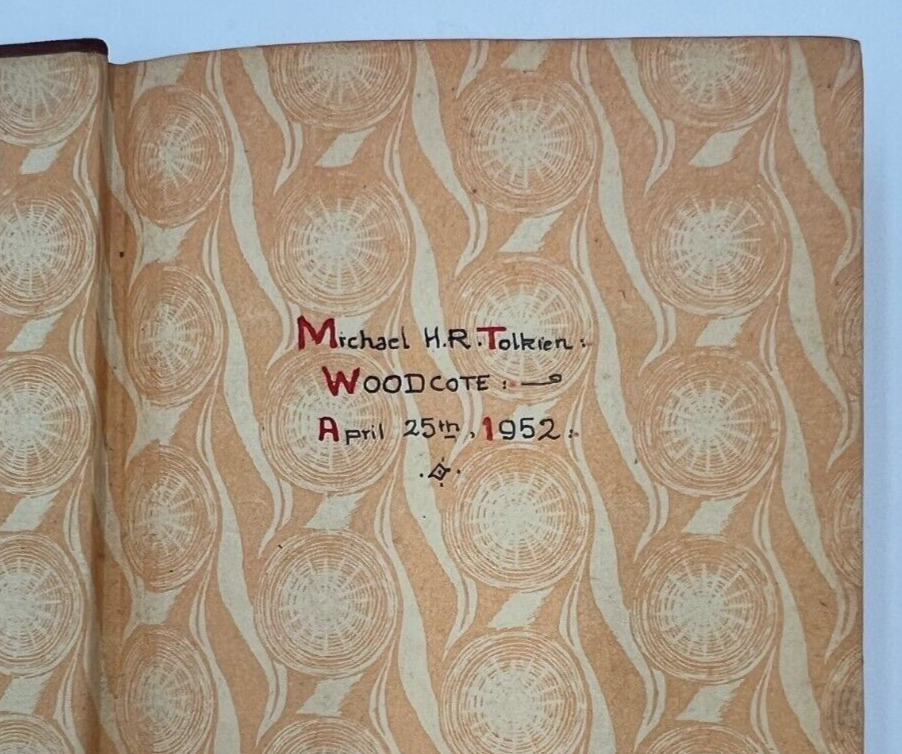 Michael H.R. Tolkien:
WOODCOTE:
April 25th, 1952: